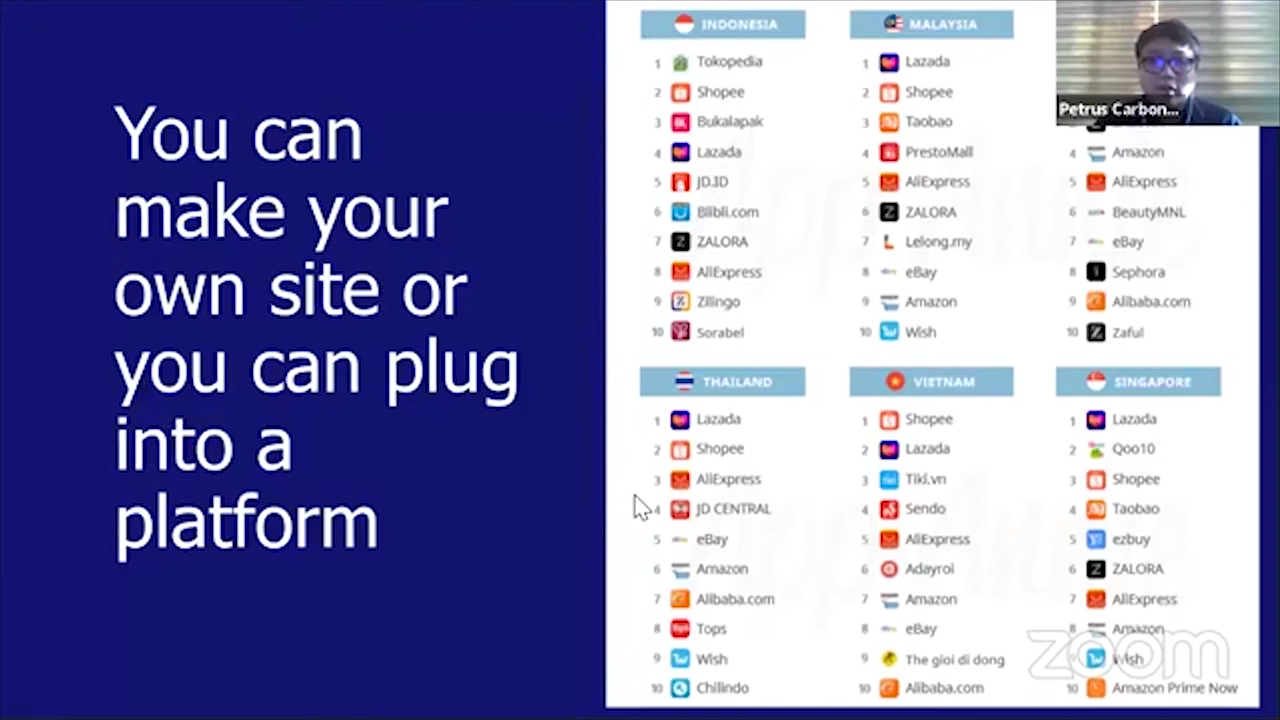 You can
make your
own site or
you can plug
into a
platform
INDONESIA
1 Tokopedia
2 Shopee
3 Bukalapak
4 Lazada
5 JD.ID
6 Blibli.com
7 ZALORA
8 AliExpress
9 Zilingo
10 Sorabel
MALAYSIA
1 Lazada
2 Shopee
3 Taobao
4 PrestoMall
5 AliExpress
6 ZALORA
7 Lelong.my
8 eBay
9 Amazon
10 Wish
Petrus Carbon...
4 Amazon
5 AliExpress
6 BeautyMNL
7 eBay
8 Sephora
9 Alibaba.com
10 Zaful
THAILAND
1 Lazada
2 Shopee
3 AliExpress
4 JD CENTRAL
5 eBay
6 Amazon
7 Alibaba.com
8 Tops
9 Wish
10 Chilindo
VIETNAM
1 Shopee
2 Lazada
3 Tiki.vn
4 Sendo
5 AliExpress
6 Adayroi
7 Amazon
8 eBay
9 The gioi di dong
10 Alibaba.com
SINGAPORE
1 Lazada
2 Qoo10
3 Shopee
4 Taobao
5 ezbuy
6 ZALORA
7 AliExpress
8 Amazon
9 Wish
10 Amazon Prime Now
zoom